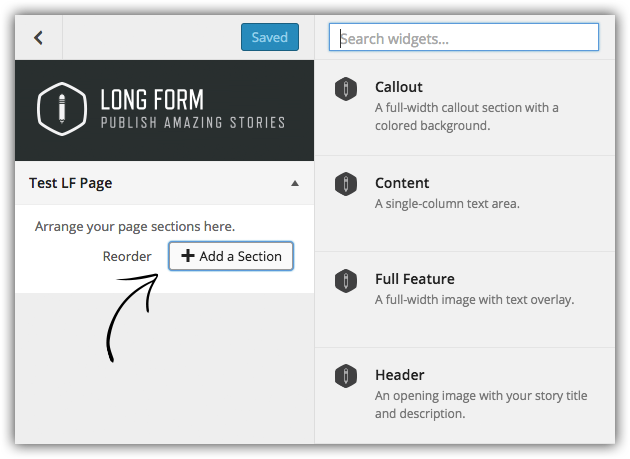 Saved
Search widgets...
LONG FORM
PUBLISH AMAZING STORIES
Test LF Page
Arrange your page sections here.
Reorder
Add a Section
Callout
A full-width callout section with a
colored background.
Content
A single-column text area.
Full Feature
A full-width image with text overlay.
Header
An opening image with your story title
and description.